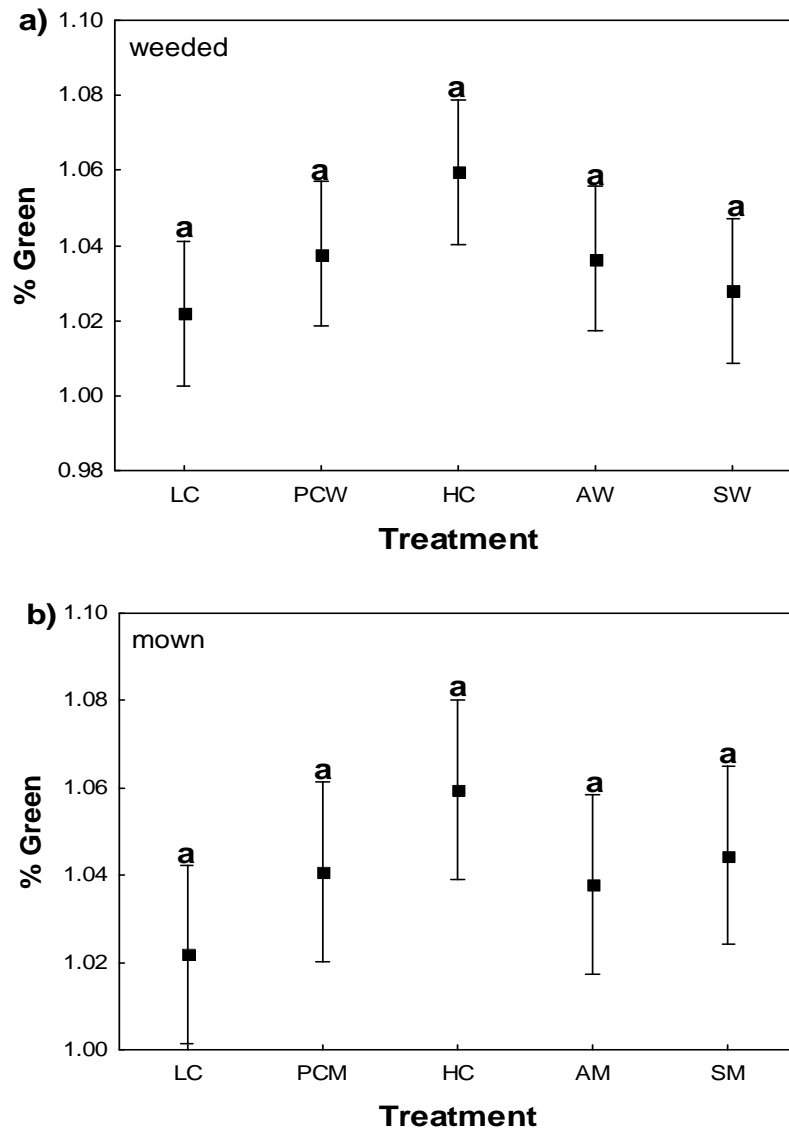 a)
weeded
% Green
1.10
1.08
1.06
1.04
1.02
1.00
0.98
a a a a a
LC PCW HC AW SW
Treatment
b)
mown
% Green
1.10
1.08
1.06
1.04
1.02
1.00
a a a a a
LC PCM HC AM SM
Treatment